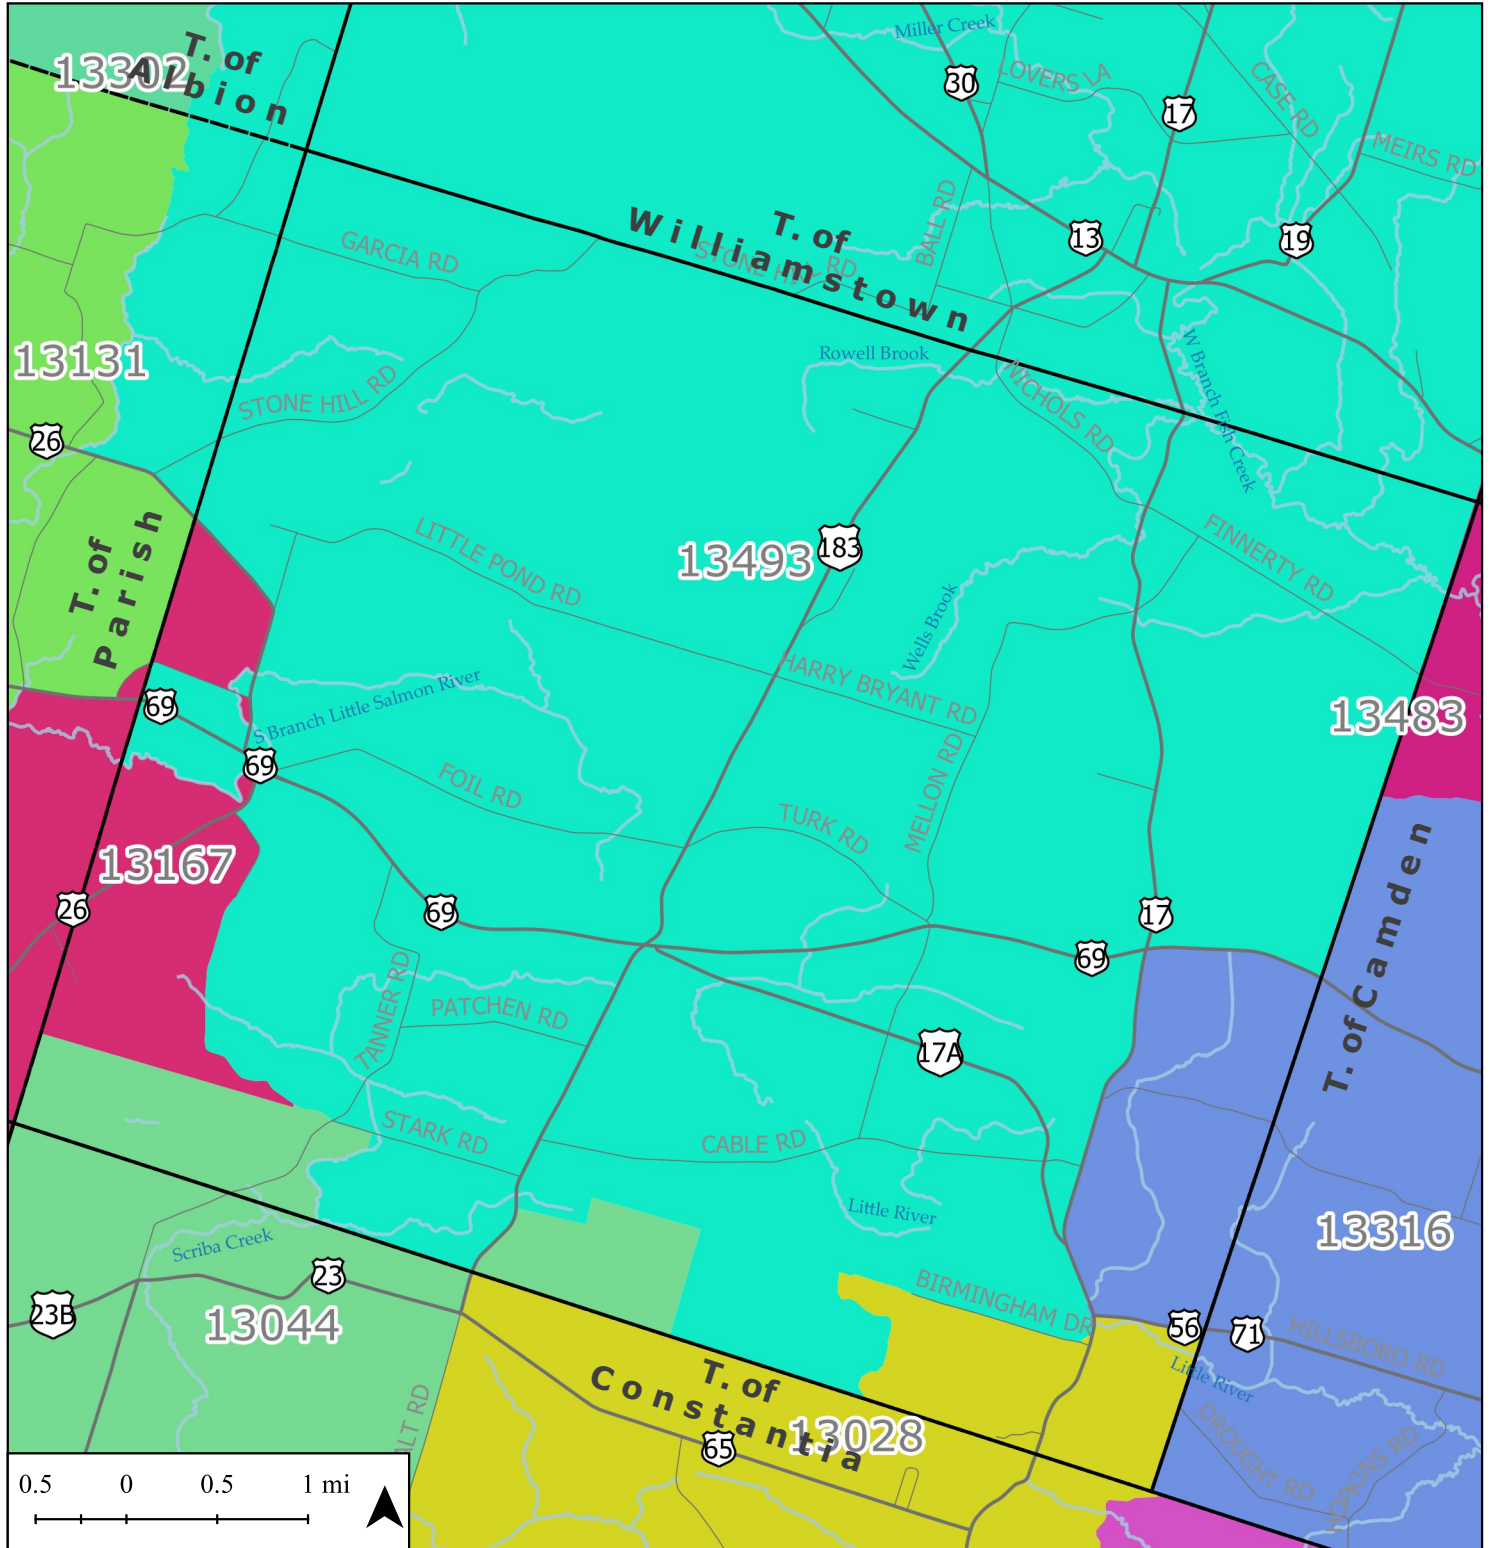 Miller Creek
T. of
Albion
13302
30
LOVERS LA
17
CASE RD
MEIRS RD
T. of
Williamstown
STONE HILL RD
BALL RD
13
19
GARCIA RD
13131
STONE HILL RD
Rowell Brook
NICHOLS RD
W Branch Fish Creek
26
T. of
Parish
LITTLE POND RD
13493
183
FINNERTY RD
Wells Brook
HARRY BRYANT RD
69
S Branch Little Salmon River
69
13483
FOIL RD
TURK RD
MELLON RD
13167
26
69
17
69
T. of Camden
TANNER RD
PATCHEN RD
17A
STARK RD
CABLE RD
Little River
13316
Scriba Creek
23
23B
13044
BIRMINGHAM DR
56
71
HILLSBORO RD
Little River
T. of
Constantia
13028
65
ALT RD
DROUGHT RD
HOPKINS RD
0.5 0 0.5 1 mi